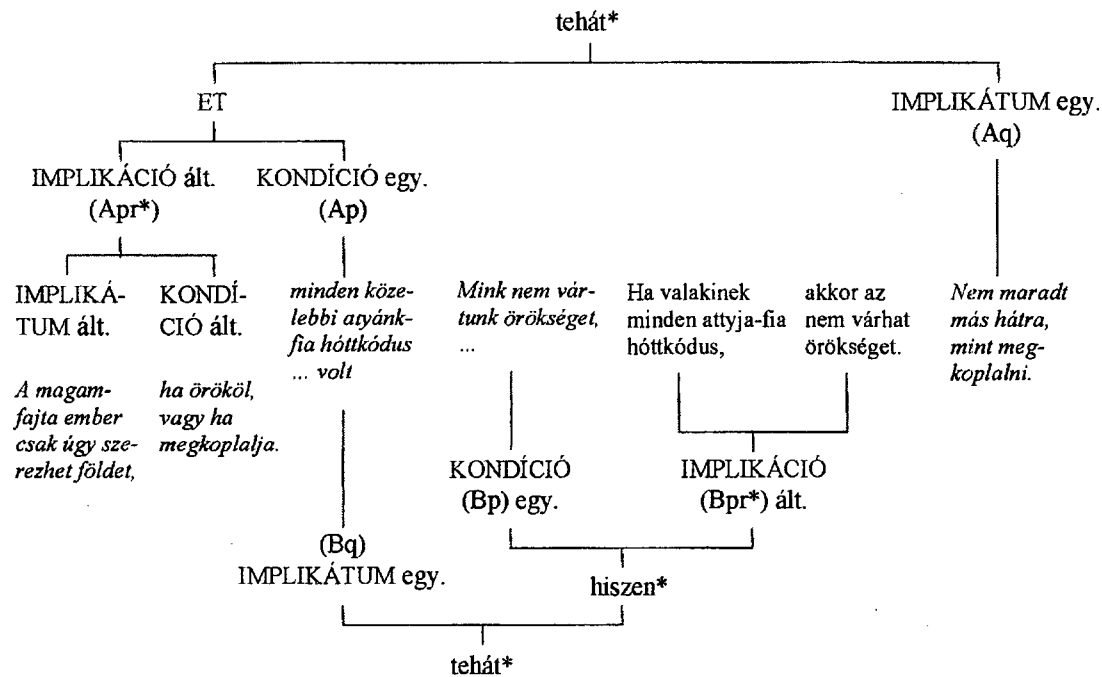 tehát*
ET
IMPLIKÁTUM egy.
(Aq)
IMPLIKÁCIÓ ált.
(Apr*)
KONDÍCIÓ egy.
(Ap)
IMPLIKÁ-
TUM ált.
KONDÍ-
CIÓ ált.
A magam-
fajta ember
csak úgy sze-
rezhet földet,
ha örököl,
vagy ha
megkoplalja.
minden köze-
lebbi atyánk-
fia hóttkódus
... volt
Mink nem vár-
tunk örökséget,
...
Ha valakinek
minden attyja-fia
hóttkódus,
akkor az
nem várhat
örökséget.
Nem maradt
más hátra,
mint meg-
koplalni.
KONDÍCIÓ
(Bp) egy.
IMPLIKÁCIÓ
(Bpr*) ált.
(Bq)
IMPLIKÁTUM egy.
hiszen*
tehát*